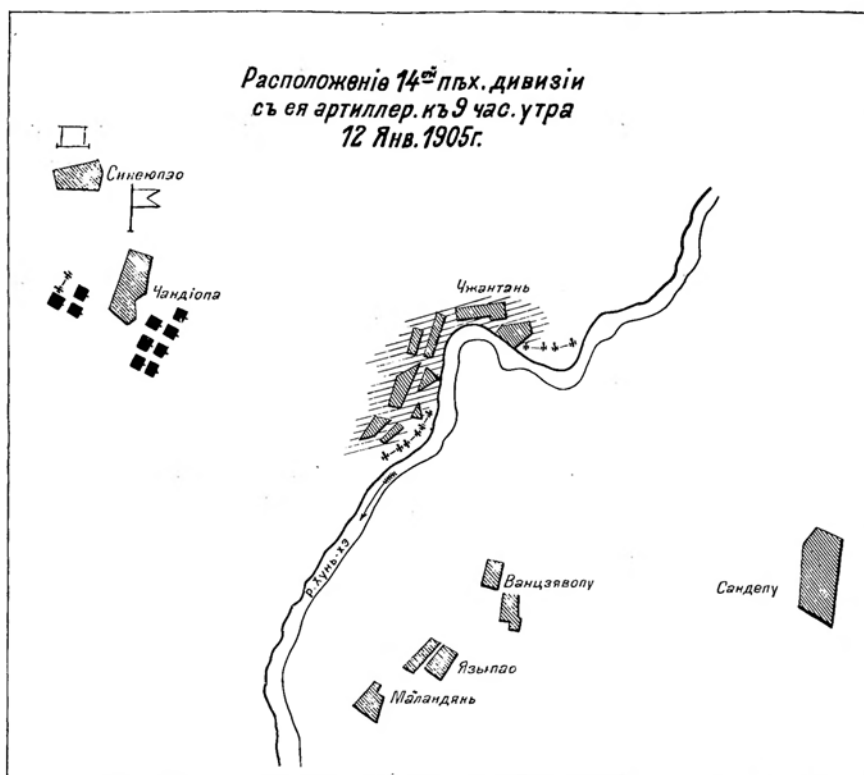 Расположеніе 14ой пѣх. дивизіи
съ ея артиллер. къ 9 час. утра
12 Янв. 1905г.
Синеюпэо
Чандіопа
Чжантань
р. Хунь-хэ
Ванцзявопу
Сандепу
Языпао
Маландянь